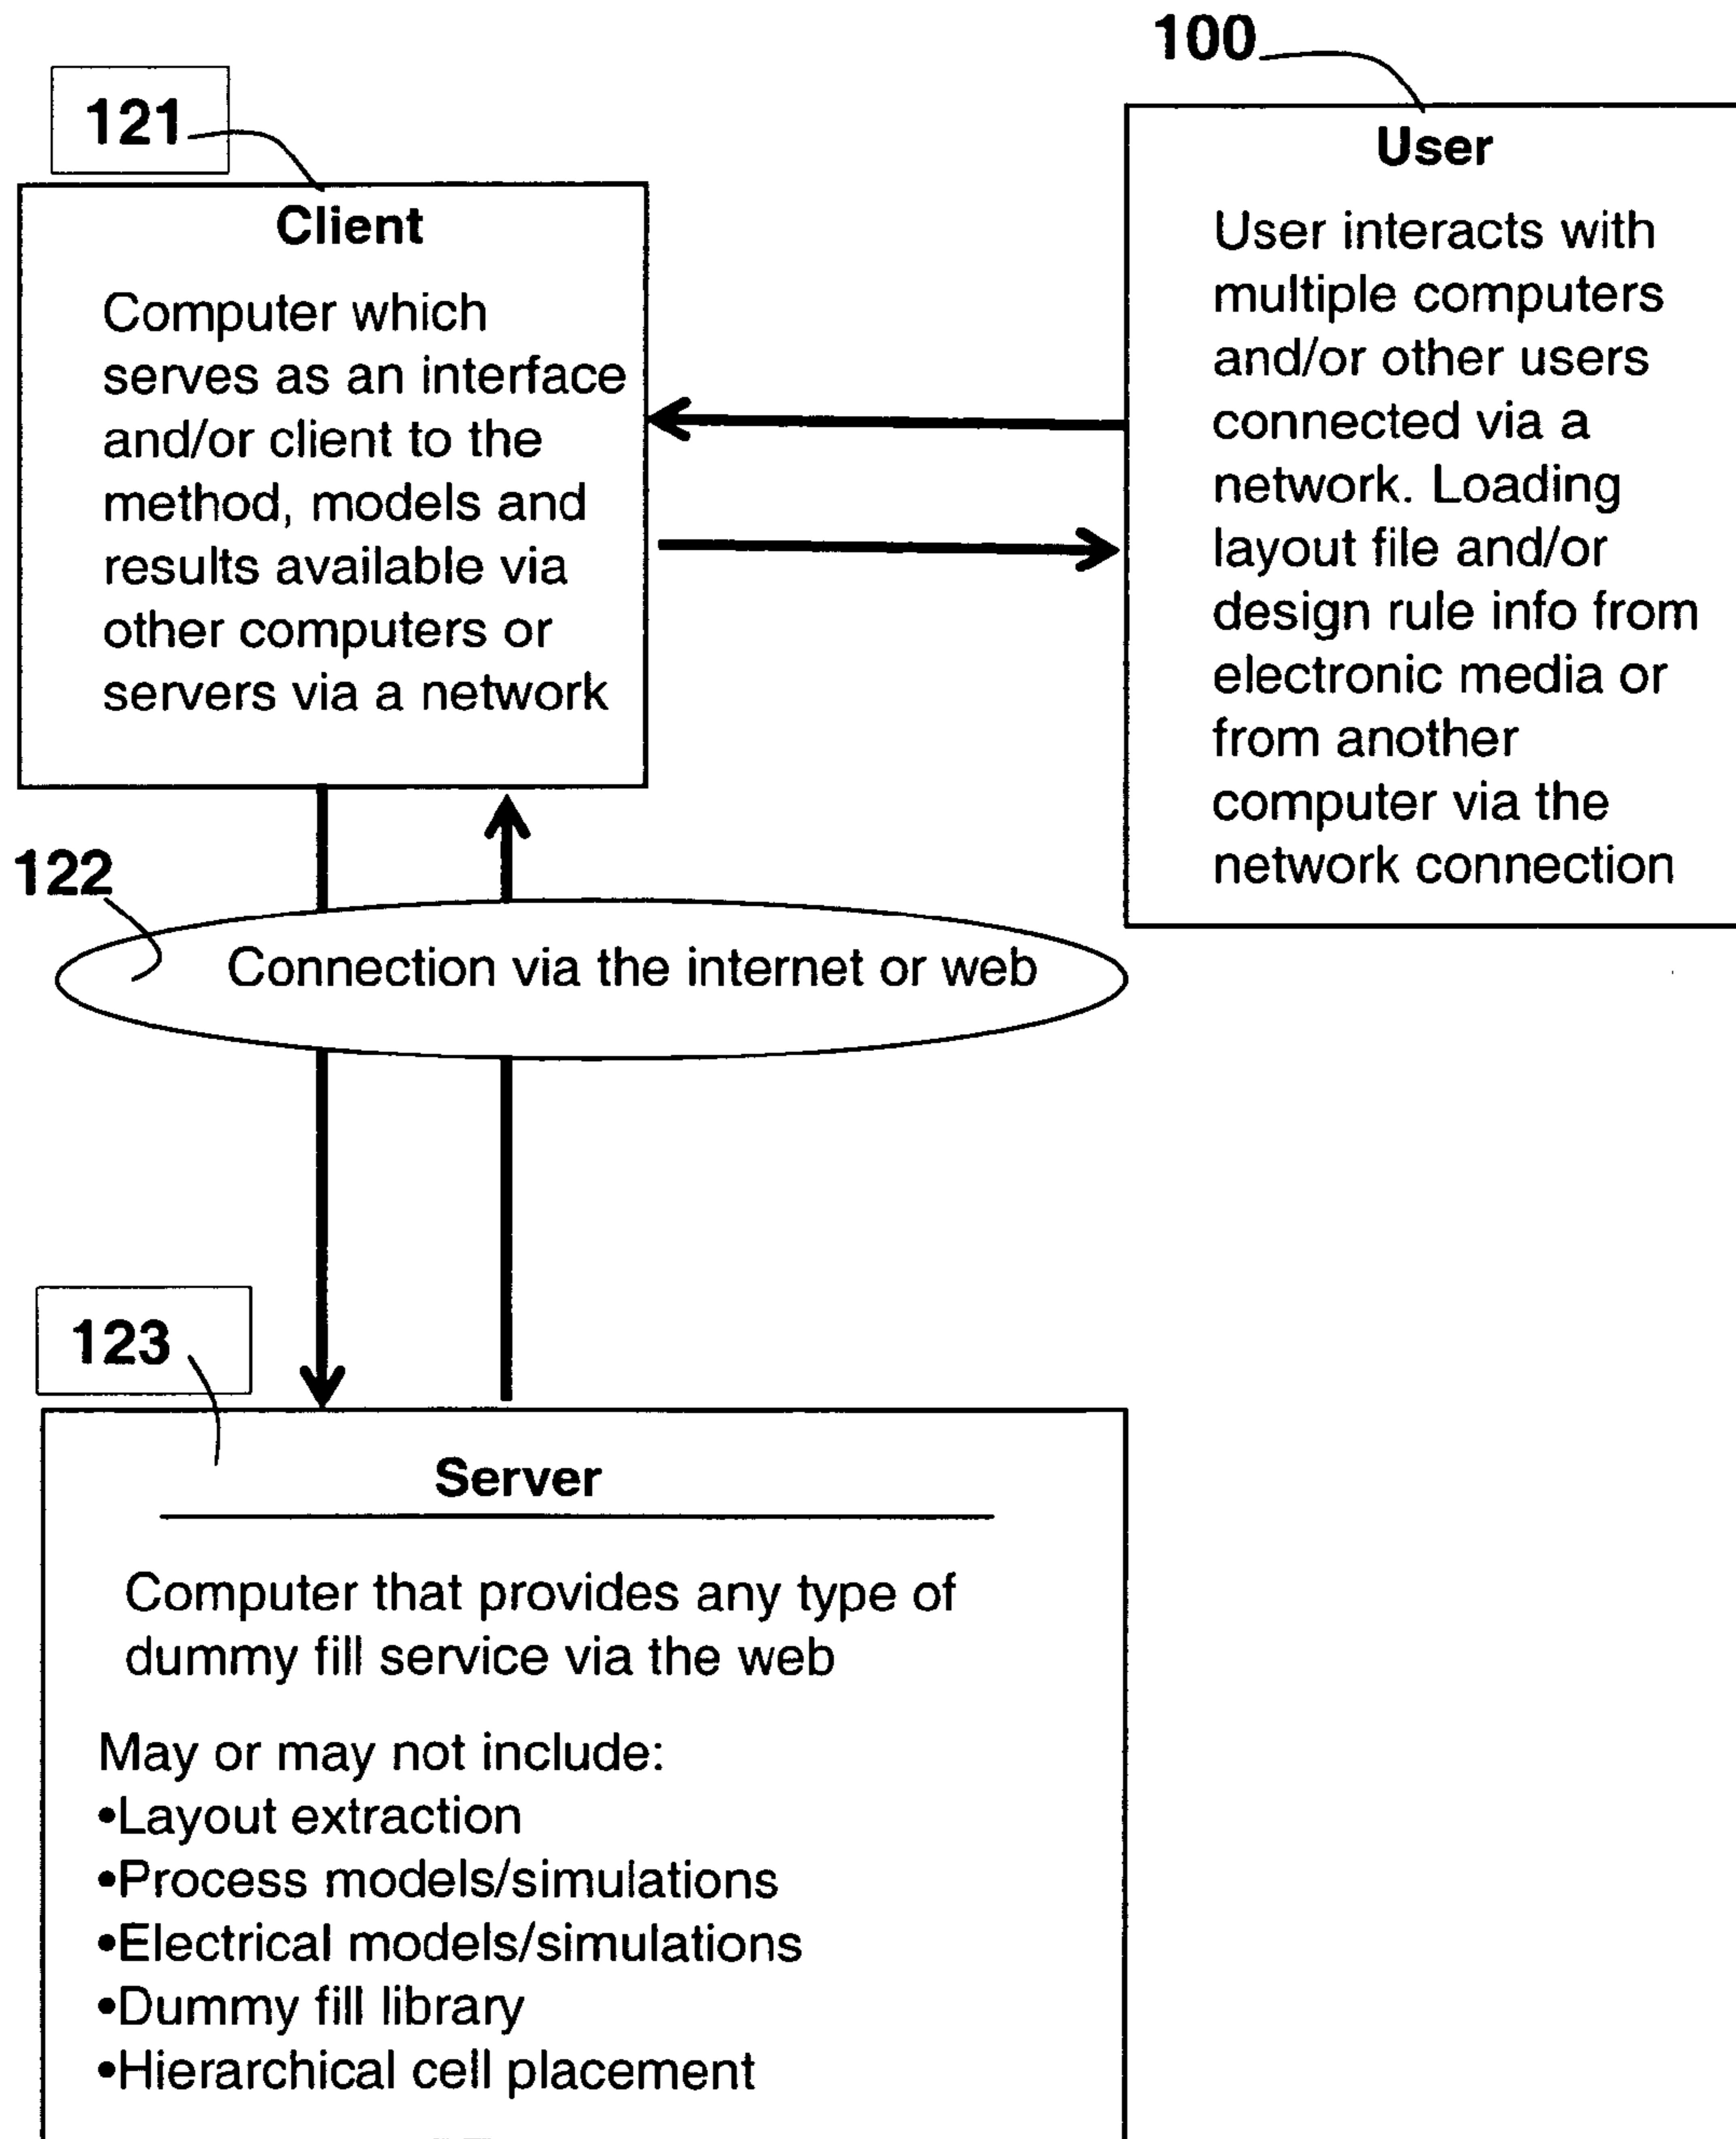 100
121
User
User interacts with
multiple computers
and/or other users
connected via a
network. Loading
layout file and/or
design rule info from
electronic media or
from another
computer via the
network connection
Client
Computer which
serves as an interface
and/or client to the
method, models and
results available via
other computers or
servers via a network
122
Connection via the internet or web
123
Server
Computer that provides any type of
dummy fill service via the web
May or may not include:
•Layout extraction
•Process models/simulations
•Electrical models/simulations
•Dummy fill library
•Hierarchical cell placement